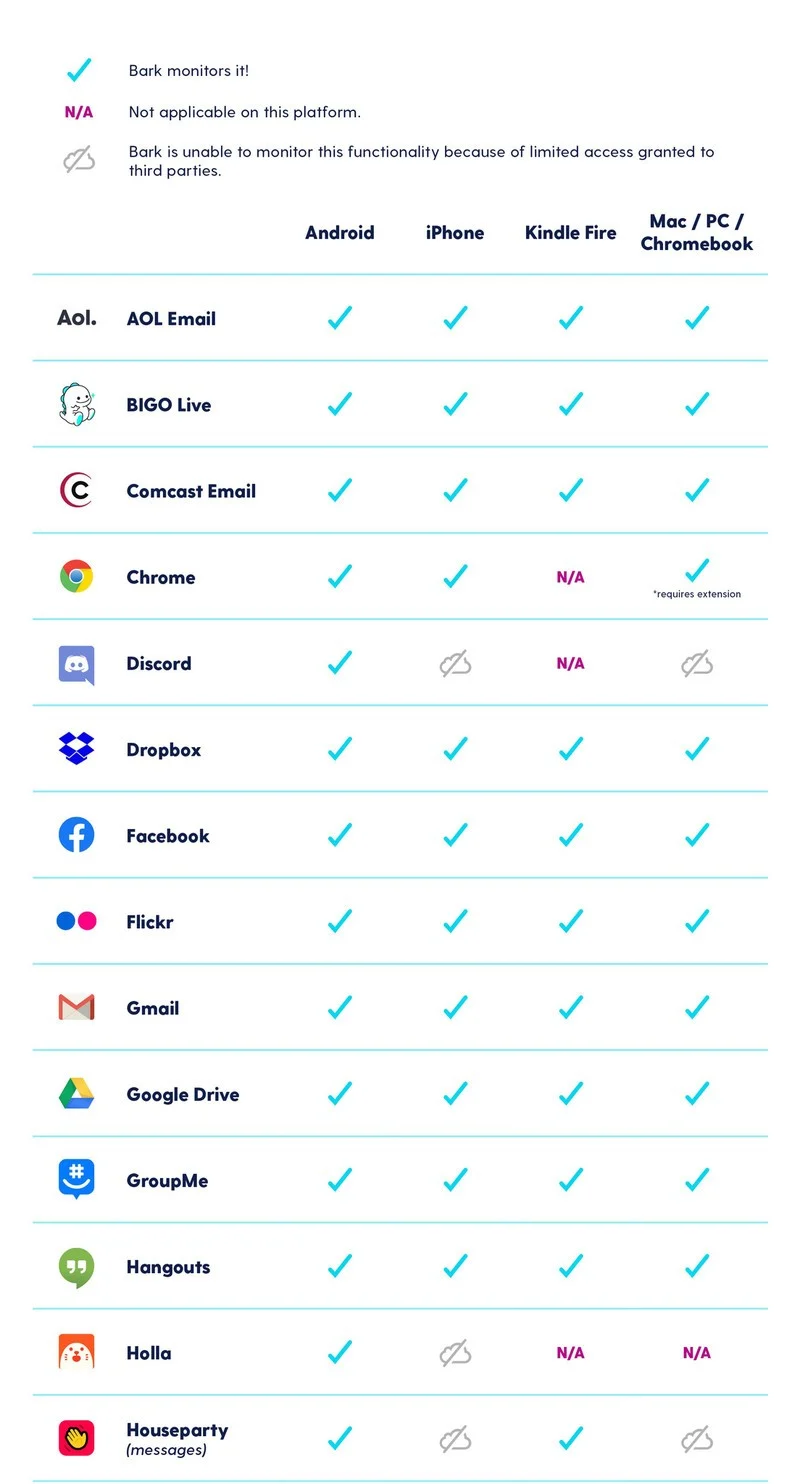 Bark monitors it!
N/A Not applicable on this platform.
Bark is unable to monitor this functionality because of limited access granted to
third parties.
Android iPhone Kindle Fire Mac / PC /
Chromebook
Aol. AOL Email
BIGO Live
C Comcast Email
Chrome N/A
*requires extension
Discord N/A
Dropbox
Facebook
Flickr
Gmail
Google Drive
# GroupMe
Hangouts
Holla N/A N/A
Houseparty
(messages)